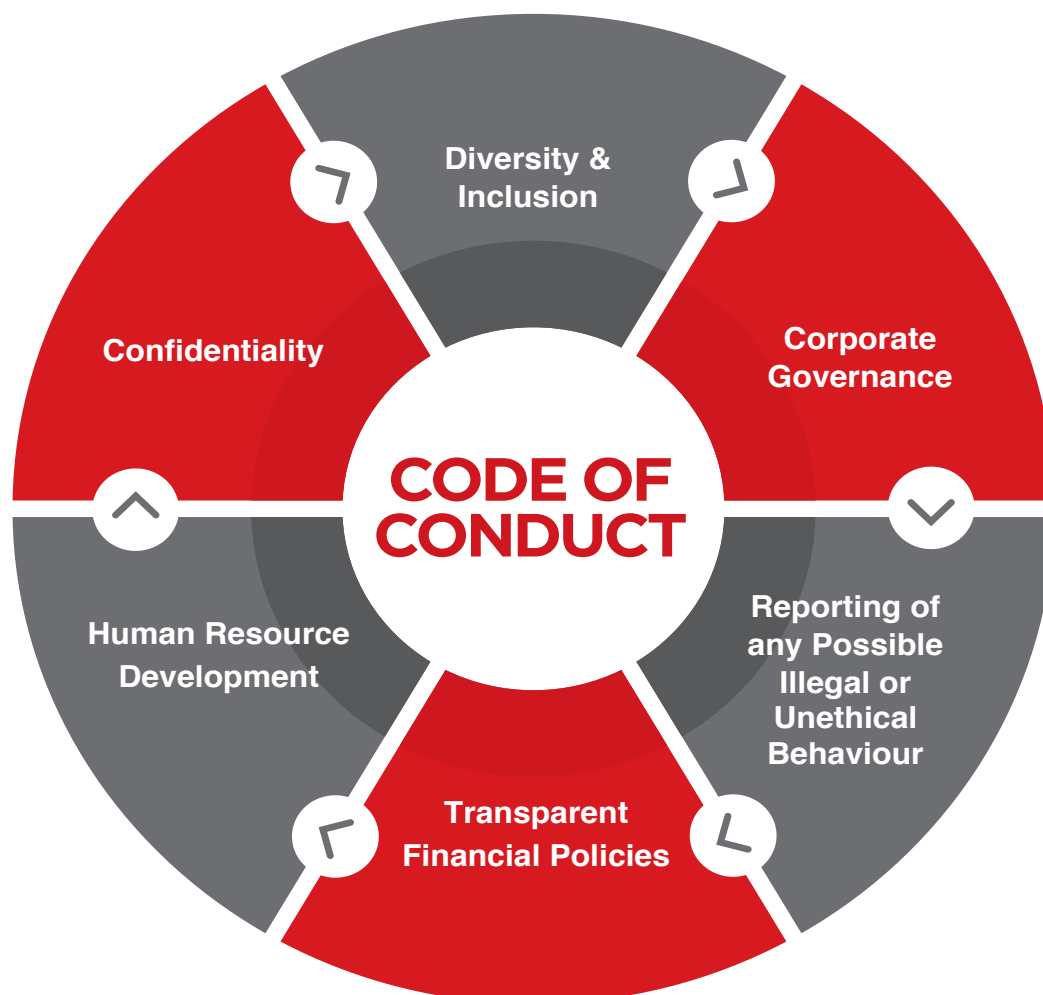 Diversity &
Inclusion
Confidentiality
Corporate
Governance
CODE OF
CONDUCT
Human Resource
Development
Reporting of
any Possible
Illegal or
Unethical
Behaviour
Transparent
Financial Policies